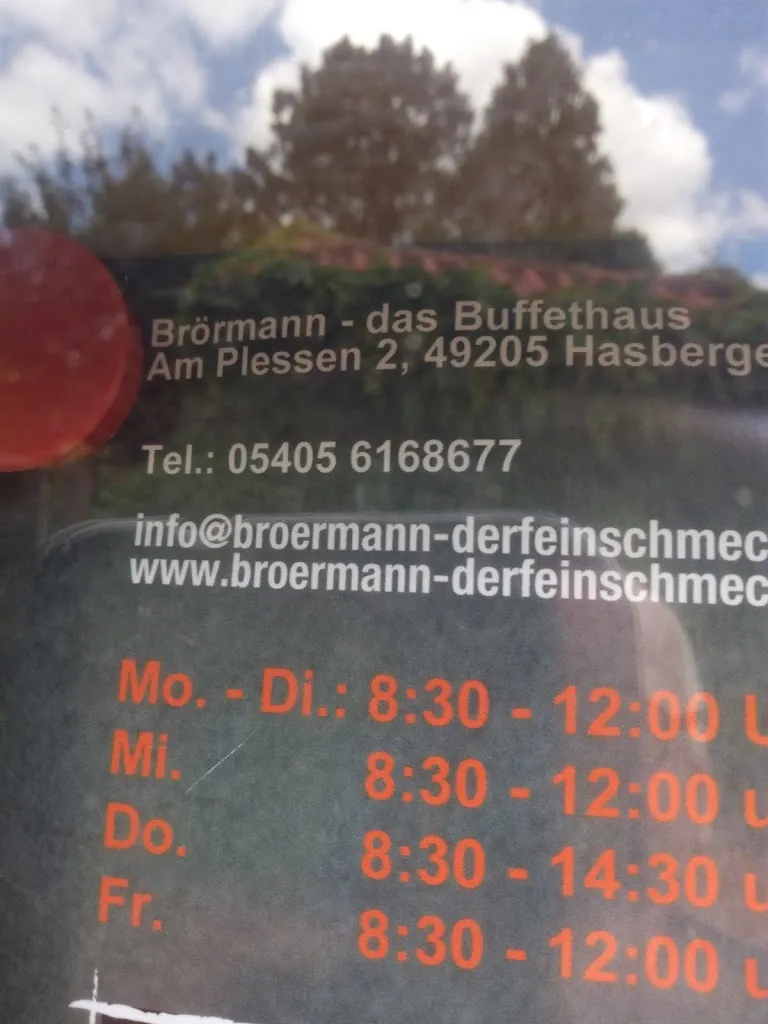 Brörmann - das Buffethaus
Am Plessen 2, 49205 Hasberge
Tel.: 05405 6168677
info@broermann-derfeinschmec
www.broermann-derfeinschmec
Mo. - Di.: 8:30 - 12:00 U
Mi. 8:30 - 12:00 u
Do. 8:30 - 14:30 u
Fr. 8:30 - 12:00 u